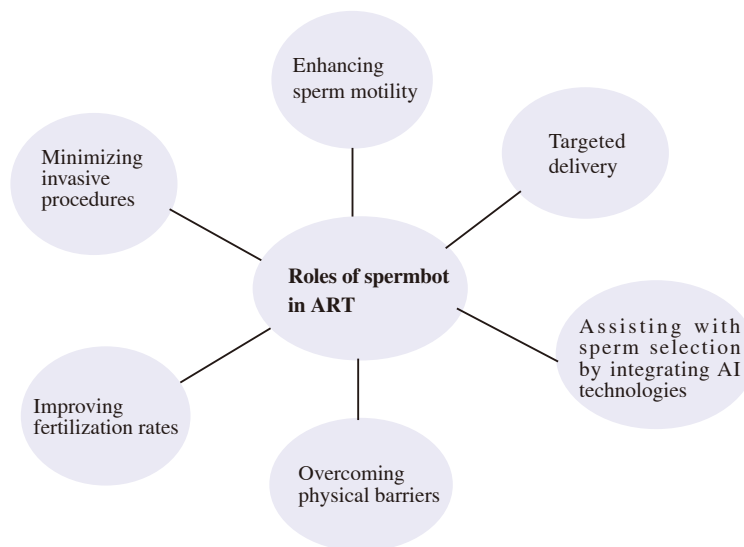 Enhancing
sperm motility
Targeted
delivery
Minimizing
invasive
procedures
Roles of spermbot
in ART
Assisting with
sperm selection
by integrating AI
technologies
Improving
fertilization rates
Overcoming
physical barriers